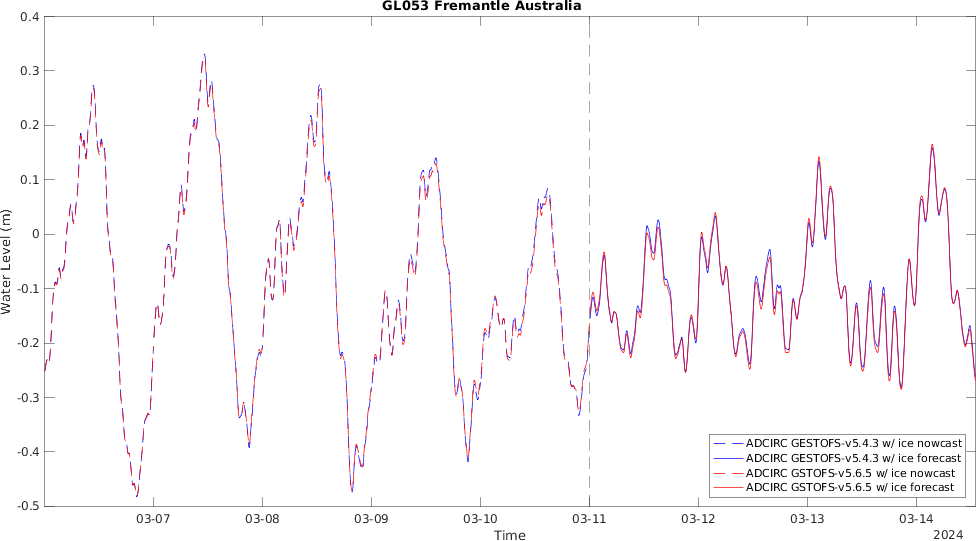 GL053 Fremantle Australia
0.4
0.3
0.2
0.1
0
-0.1
-0.2
-0.3
-0.4
-0.5
Water Level (m)
ADCIRC GESTOFS-v5.4.3 w/ ice nowcast
ADCIRC GESTOFS-v5.4.3 w/ ice forecast
ADCIRC GSTOFS-v5.6.5 w/ ice nowcast
ADCIRC GSTOFS-v5.6.5 w/ ice forecast
03-07 03-08 03-09 03-10 03-11 03-12 03-13 03-14
Time
2024